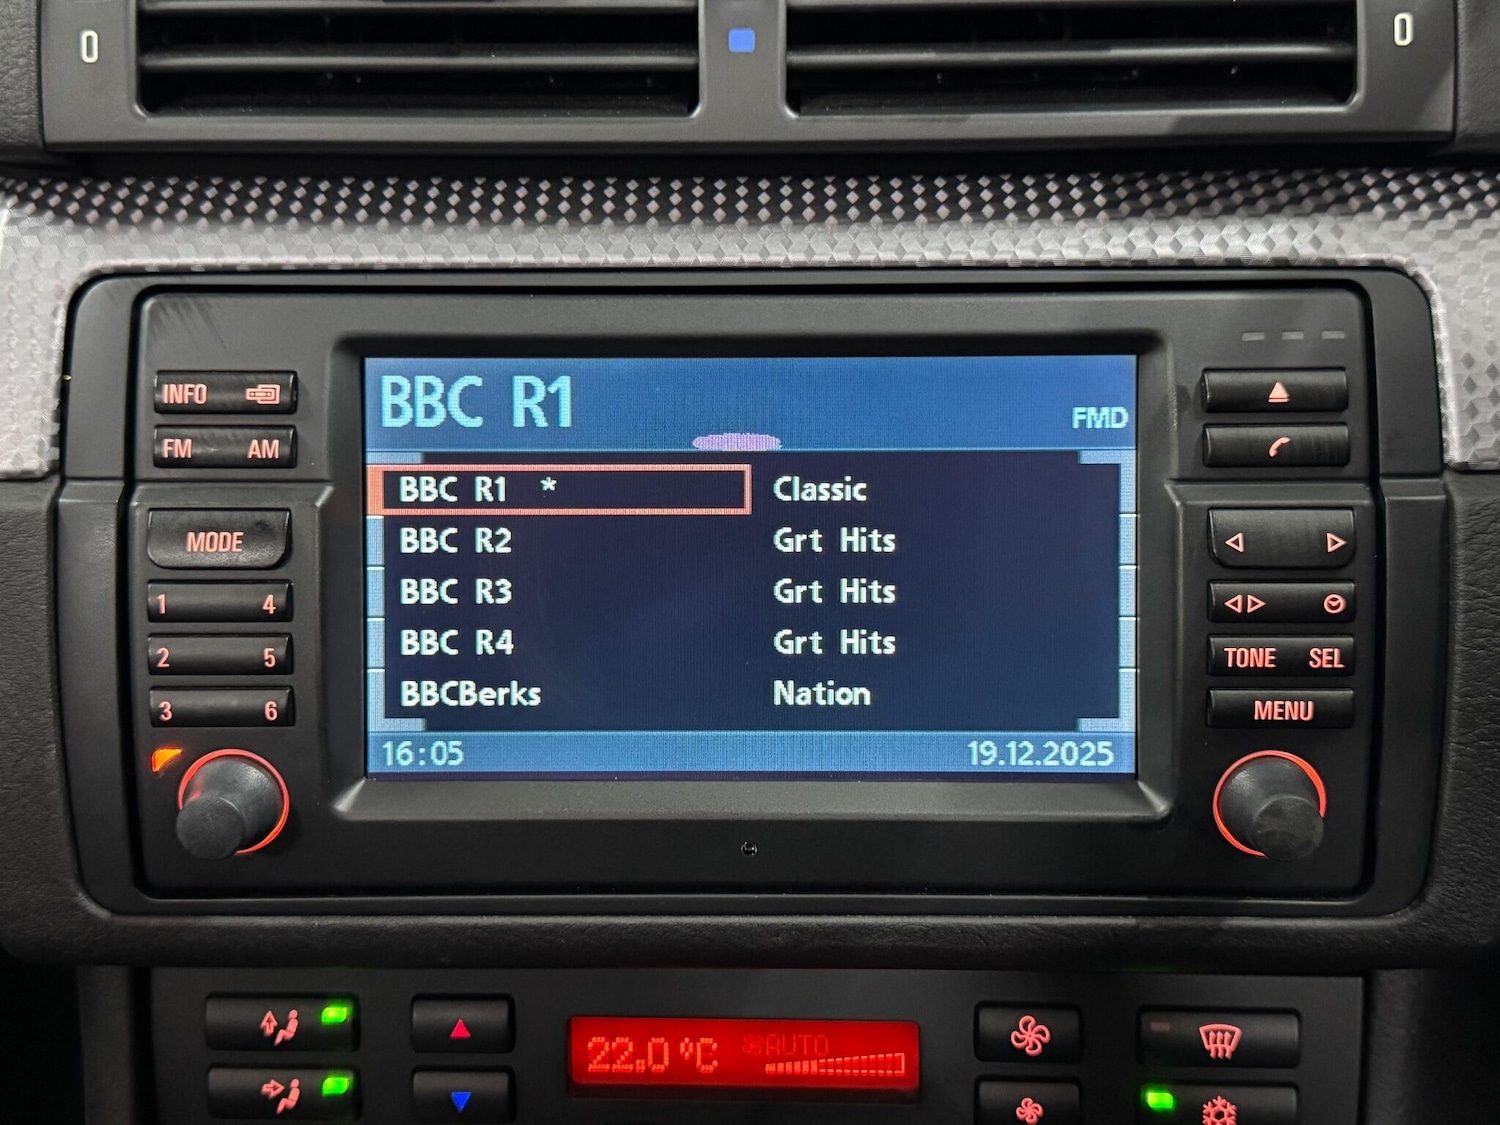 0 0
INFO
FM AM
MODE
1 4
2 5
3 6
BBC R1
FMD
BBC R1 * Classic
BBC R2 Grt Hits
BBC R3 Grt Hits
BBC R4 Grt Hits
BBCBerks Nation
16:05 19.12.2025
TONE SEL
MENU
22.0°C AUTO